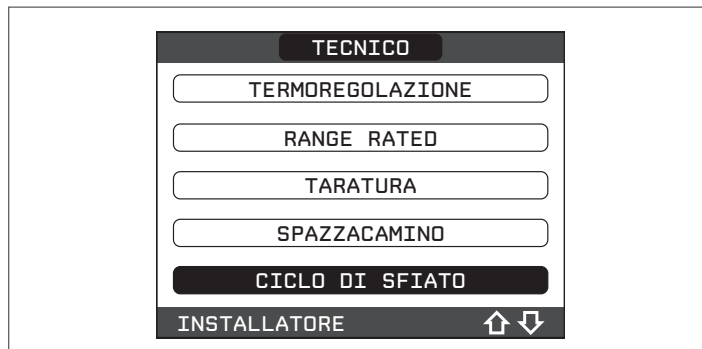 TECNICO
TERMOREGOLAZIONE
RANGE RATED
TARATURA
SPAZZACAMINO
CICLO DI SFIATO
INSTALLATORE